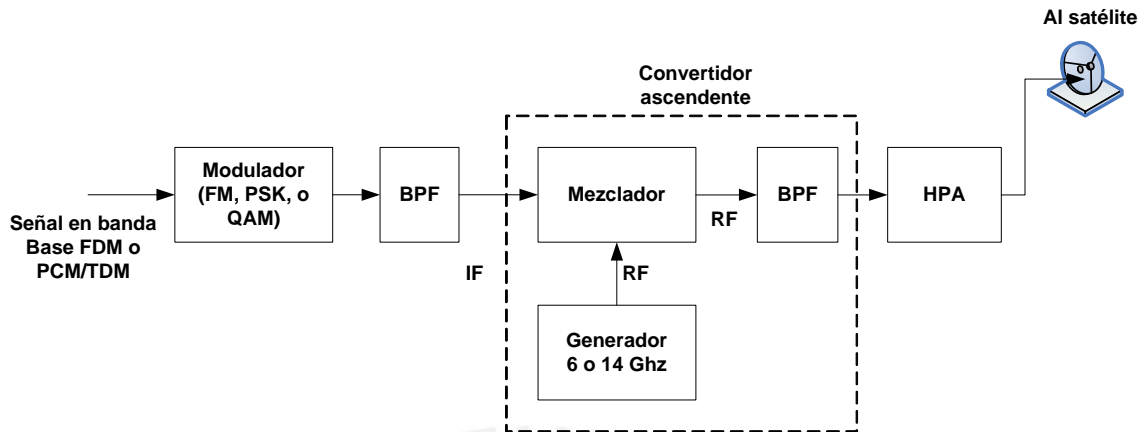 Al satélite
Convertidor
ascendente
Modulador
(FM, PSK, o
QAM)
BPF
Mezclador
BPF
HPA
RF
Señal en banda
Base FDM o
PCM/TDM
IF
RF
Generador
6 o 14 Ghz